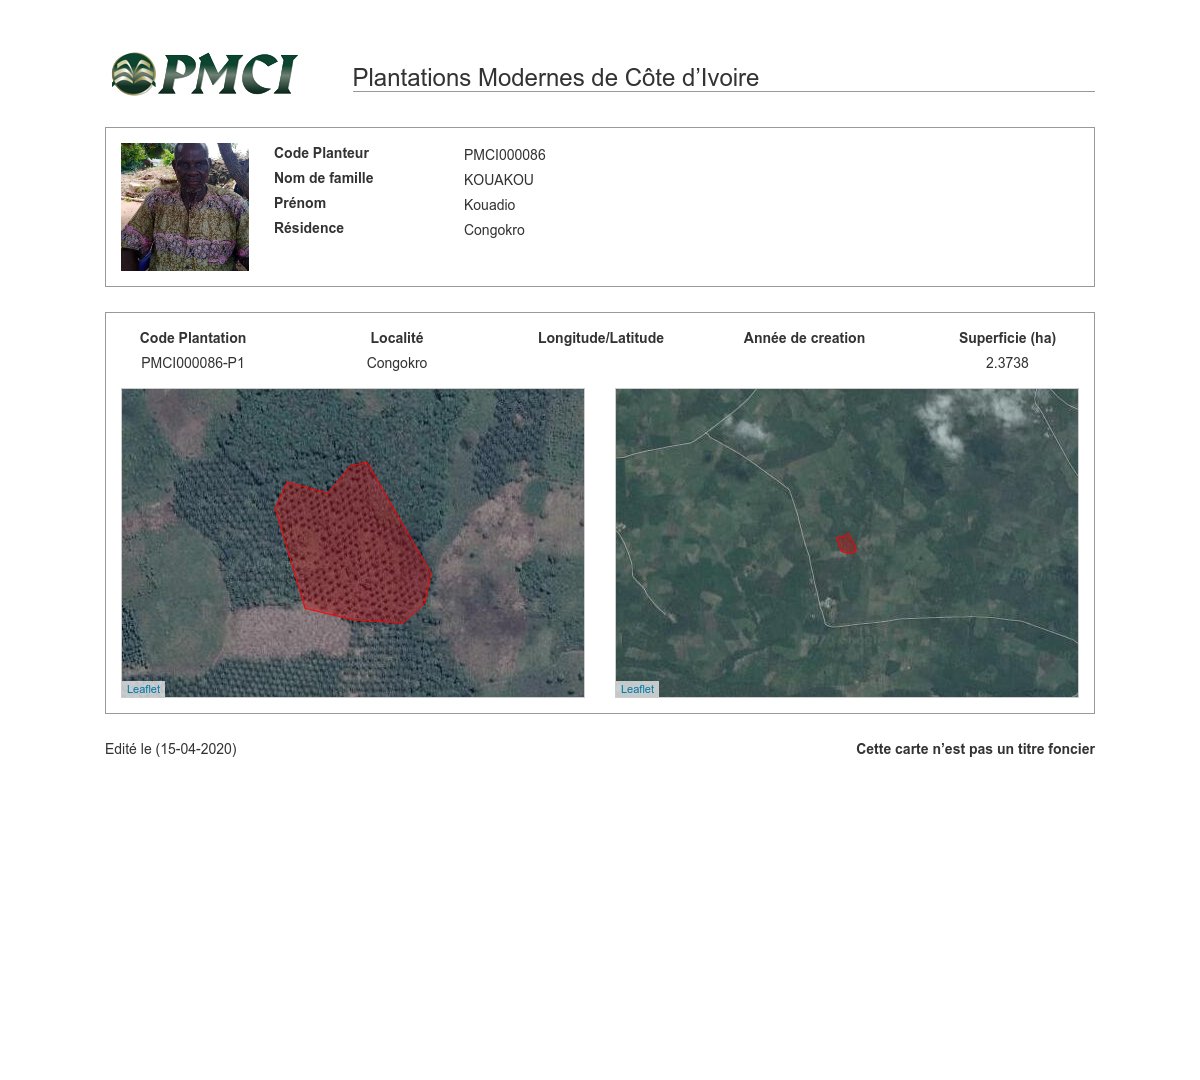 PMCI
Plantations Modernes de Côte d’Ivoire
Code Planteur PMCI000086
Nom de famille KOUAKOU
Prénom Kouadio
Résidence Congokro
Code Plantation Localité Longitude/Latitude Année de creation Superficie (ha)
PMCI000086-P1 Congokro 2.3738
Leaflet Leaflet
Edité le (15-04-2020) Cette carte n’est pas un titre foncier